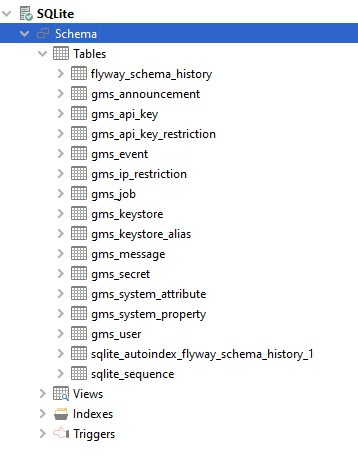 SQLite
Schema
Tables
flyway_schema_history
gms_announcement
gms_api_key
gms_api_key_restriction
gms_event
gms_ip_restriction
gms_job
gms_keystore
gms_keystore_alias
gms_message
gms_secret
gms_system_attribute
gms_system_property
gms_user
sqlite_autoindex_flyway_schema_history_1
sqlite_sequence
Views
Indexes
Triggers